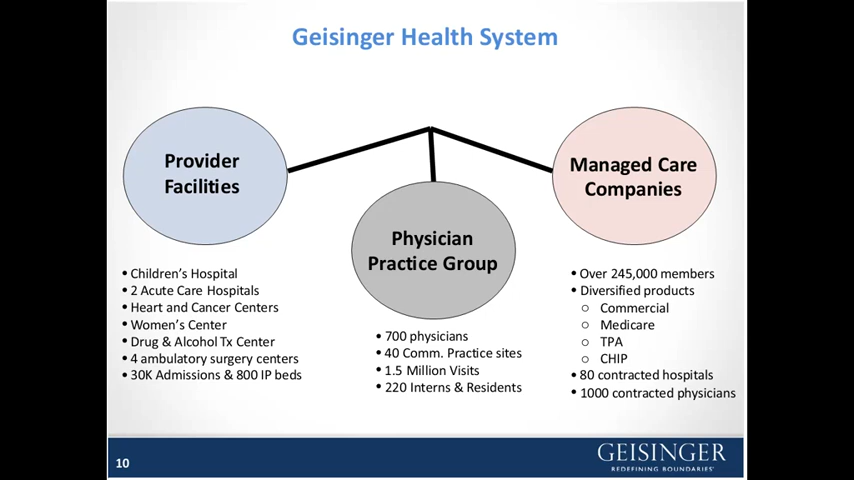 Geisinger Health System
Provider
Facilities
• Children's Hospital
• 2 Acute Care Hospitals
• Heart and Cancer Centers
• Women's Center
• Drug & Alcohol Tx Center
• 4 ambulatory surgery centers
• 30K Admissions & 800 IP beds
Physician
Practice Group
• 700 physicians
• 40 Comm. Practice sites
• 1.5 Million Visits
• 220 Interns & Residents
Managed Care
Companies
• Over 245,000 members
• Diversified products
○ Commercial
○ Medicare
○ TPA
○ CHIP
• 80 contracted hospitals
• 1000 contracted physicians
10
GEISINGER
REDEFINING BOUNDARIES®